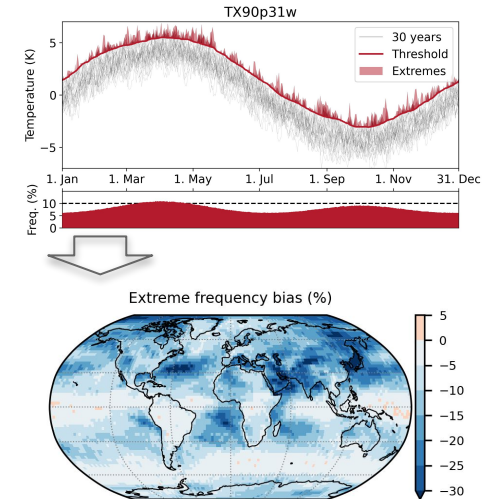 TX90p31w
Temperature (K)
5
0
−5
30 years
Threshold
Extremes
1. Jan 1. Mar 1. May 1. Jul 1. Sep 1. Nov 31. Dec
Freq. (%)
10
5
0
Extreme frequency bias (%)
5
0
−5
−10
−15
−20
−25
−30